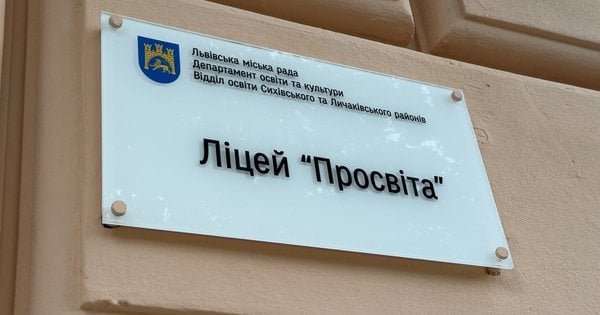 Львівська міська рада
Департамент освіти та культури
Відділ освіти Сихівського та Личаківського районів
Ліцей “Просвіта”